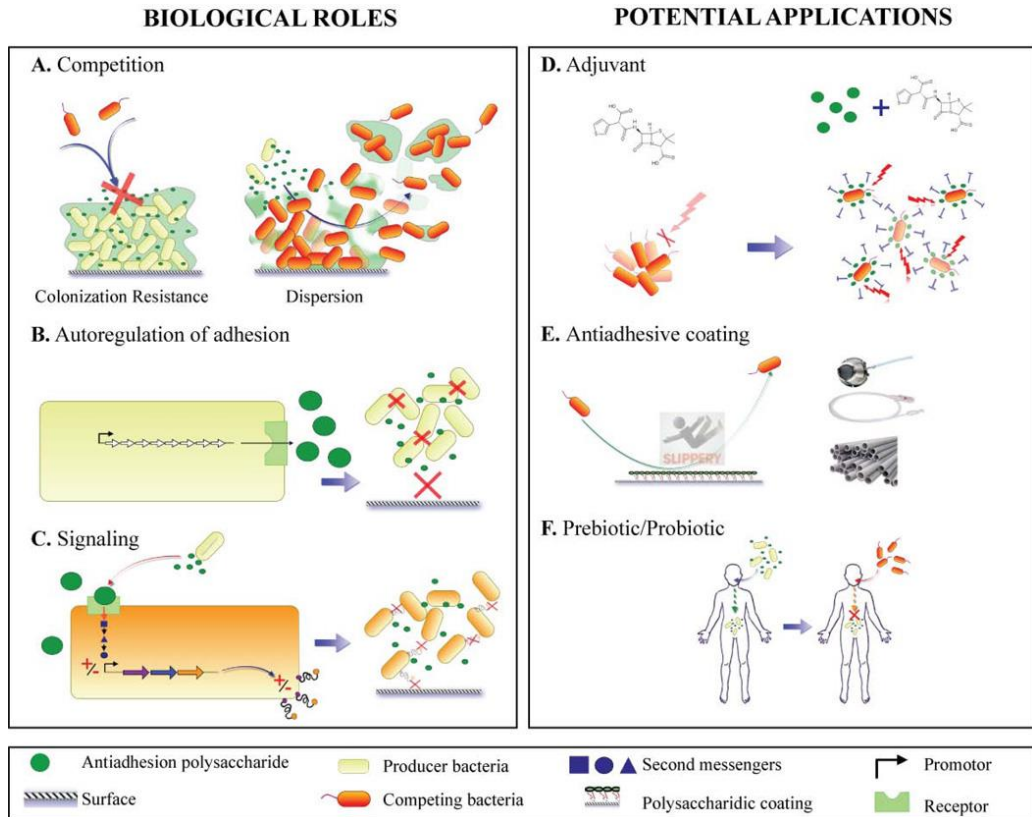 BIOLOGICAL ROLES
POTENTIAL APPLICATIONS
A. Competition
Colonization Resistance
Dispersion
B. Autoregulation of adhesion
C. Signaling
+/-
+/-
D. Adjuvant
+
E. Antiadhesive coating
SLIPPERY
F. Prebiotic/Probiotic
Antiadhesion polysaccharide
Producer bacteria
Second messengers
Promotor
Surface
Competing bacteria
Polysaccharidic coating
Receptor